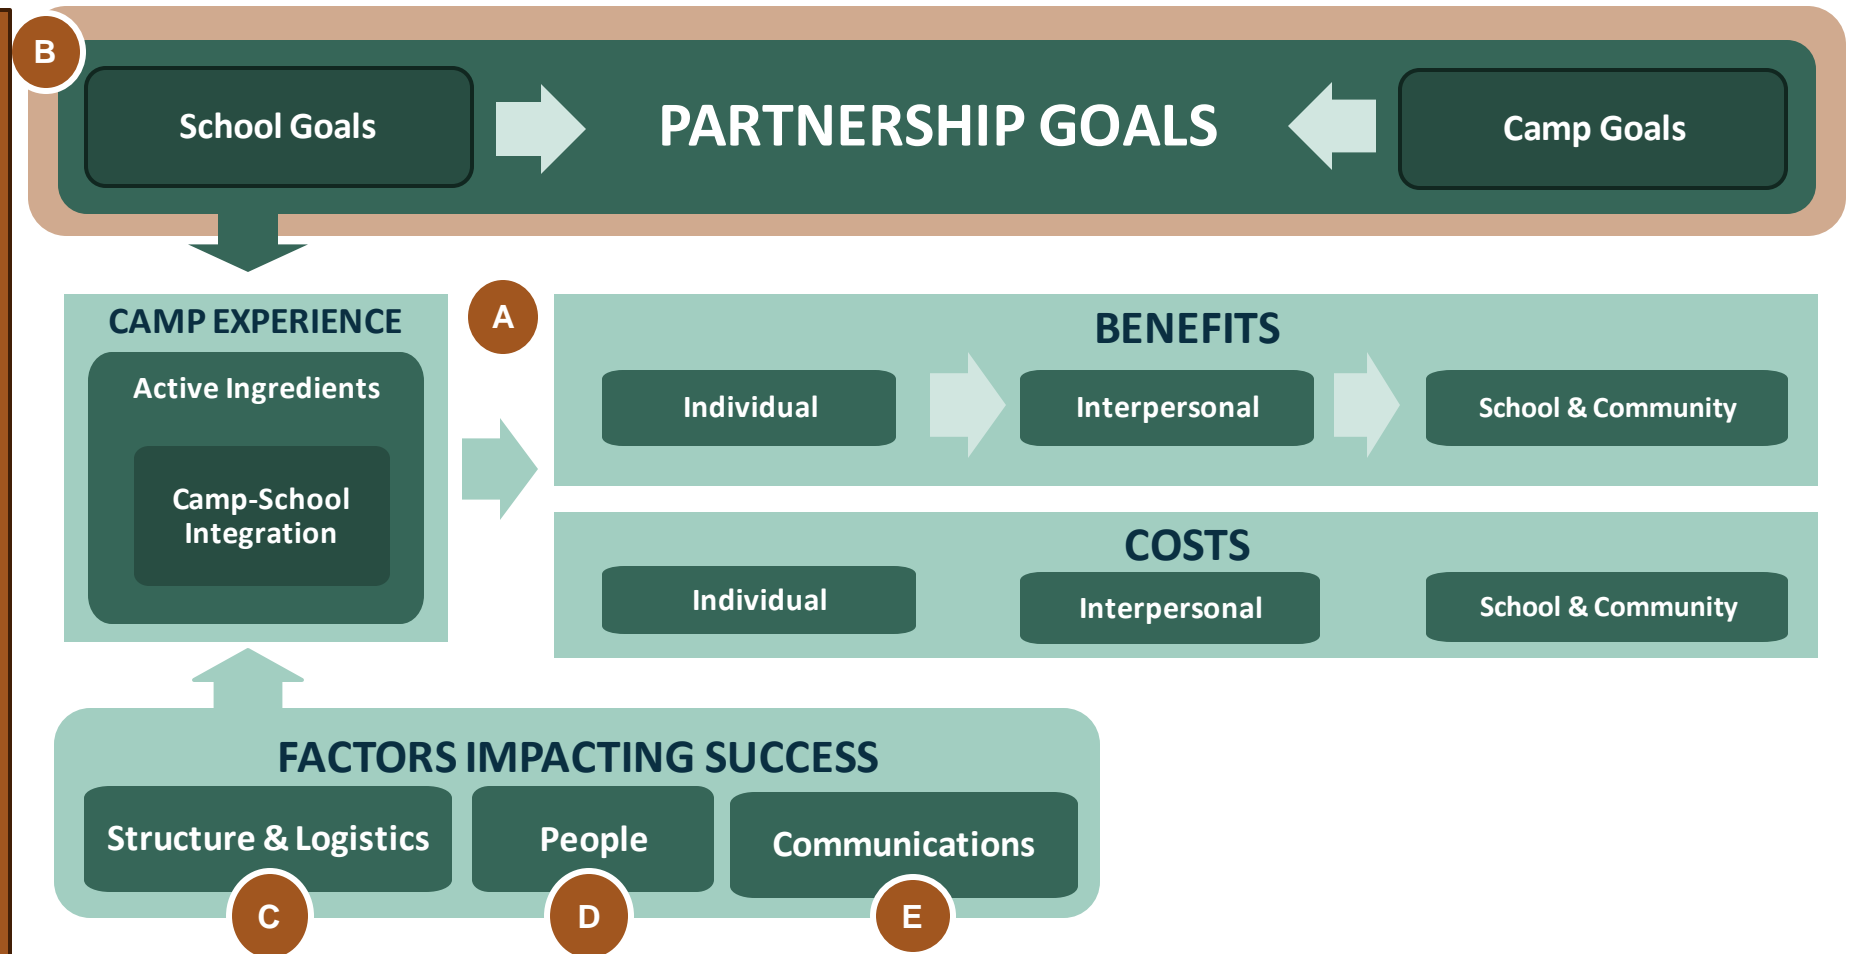 B
School Goals
PARTNERSHIP GOALS
Camp Goals
CAMP EXPERIENCE
Active Ingredients
Camp-School
Integration
A
BENEFITS
Individual
Interpersonal
School & Community
COSTS
Individual
Interpersonal
School & Community
FACTORS IMPACTING SUCCESS
Structure & Logistics
People
Communications
C
D
E